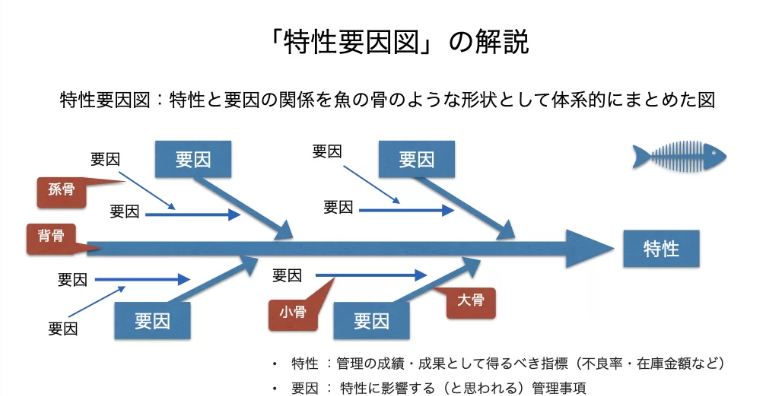 「特性要因図」の解説
特性要因図：特性と要因の関係を魚の骨のような形状として体系的にまとめた図
要因
要因
孫骨
要因
背骨
要因
要因
要因
要因
要因
特性
要因
要因
要因
小骨
要因
大骨
・ 特性 ：管理の成績・成果として得るべき指標（不良率・在庫金額など）
・ 要因 ： 特性に影響する（と思われる）管理事項